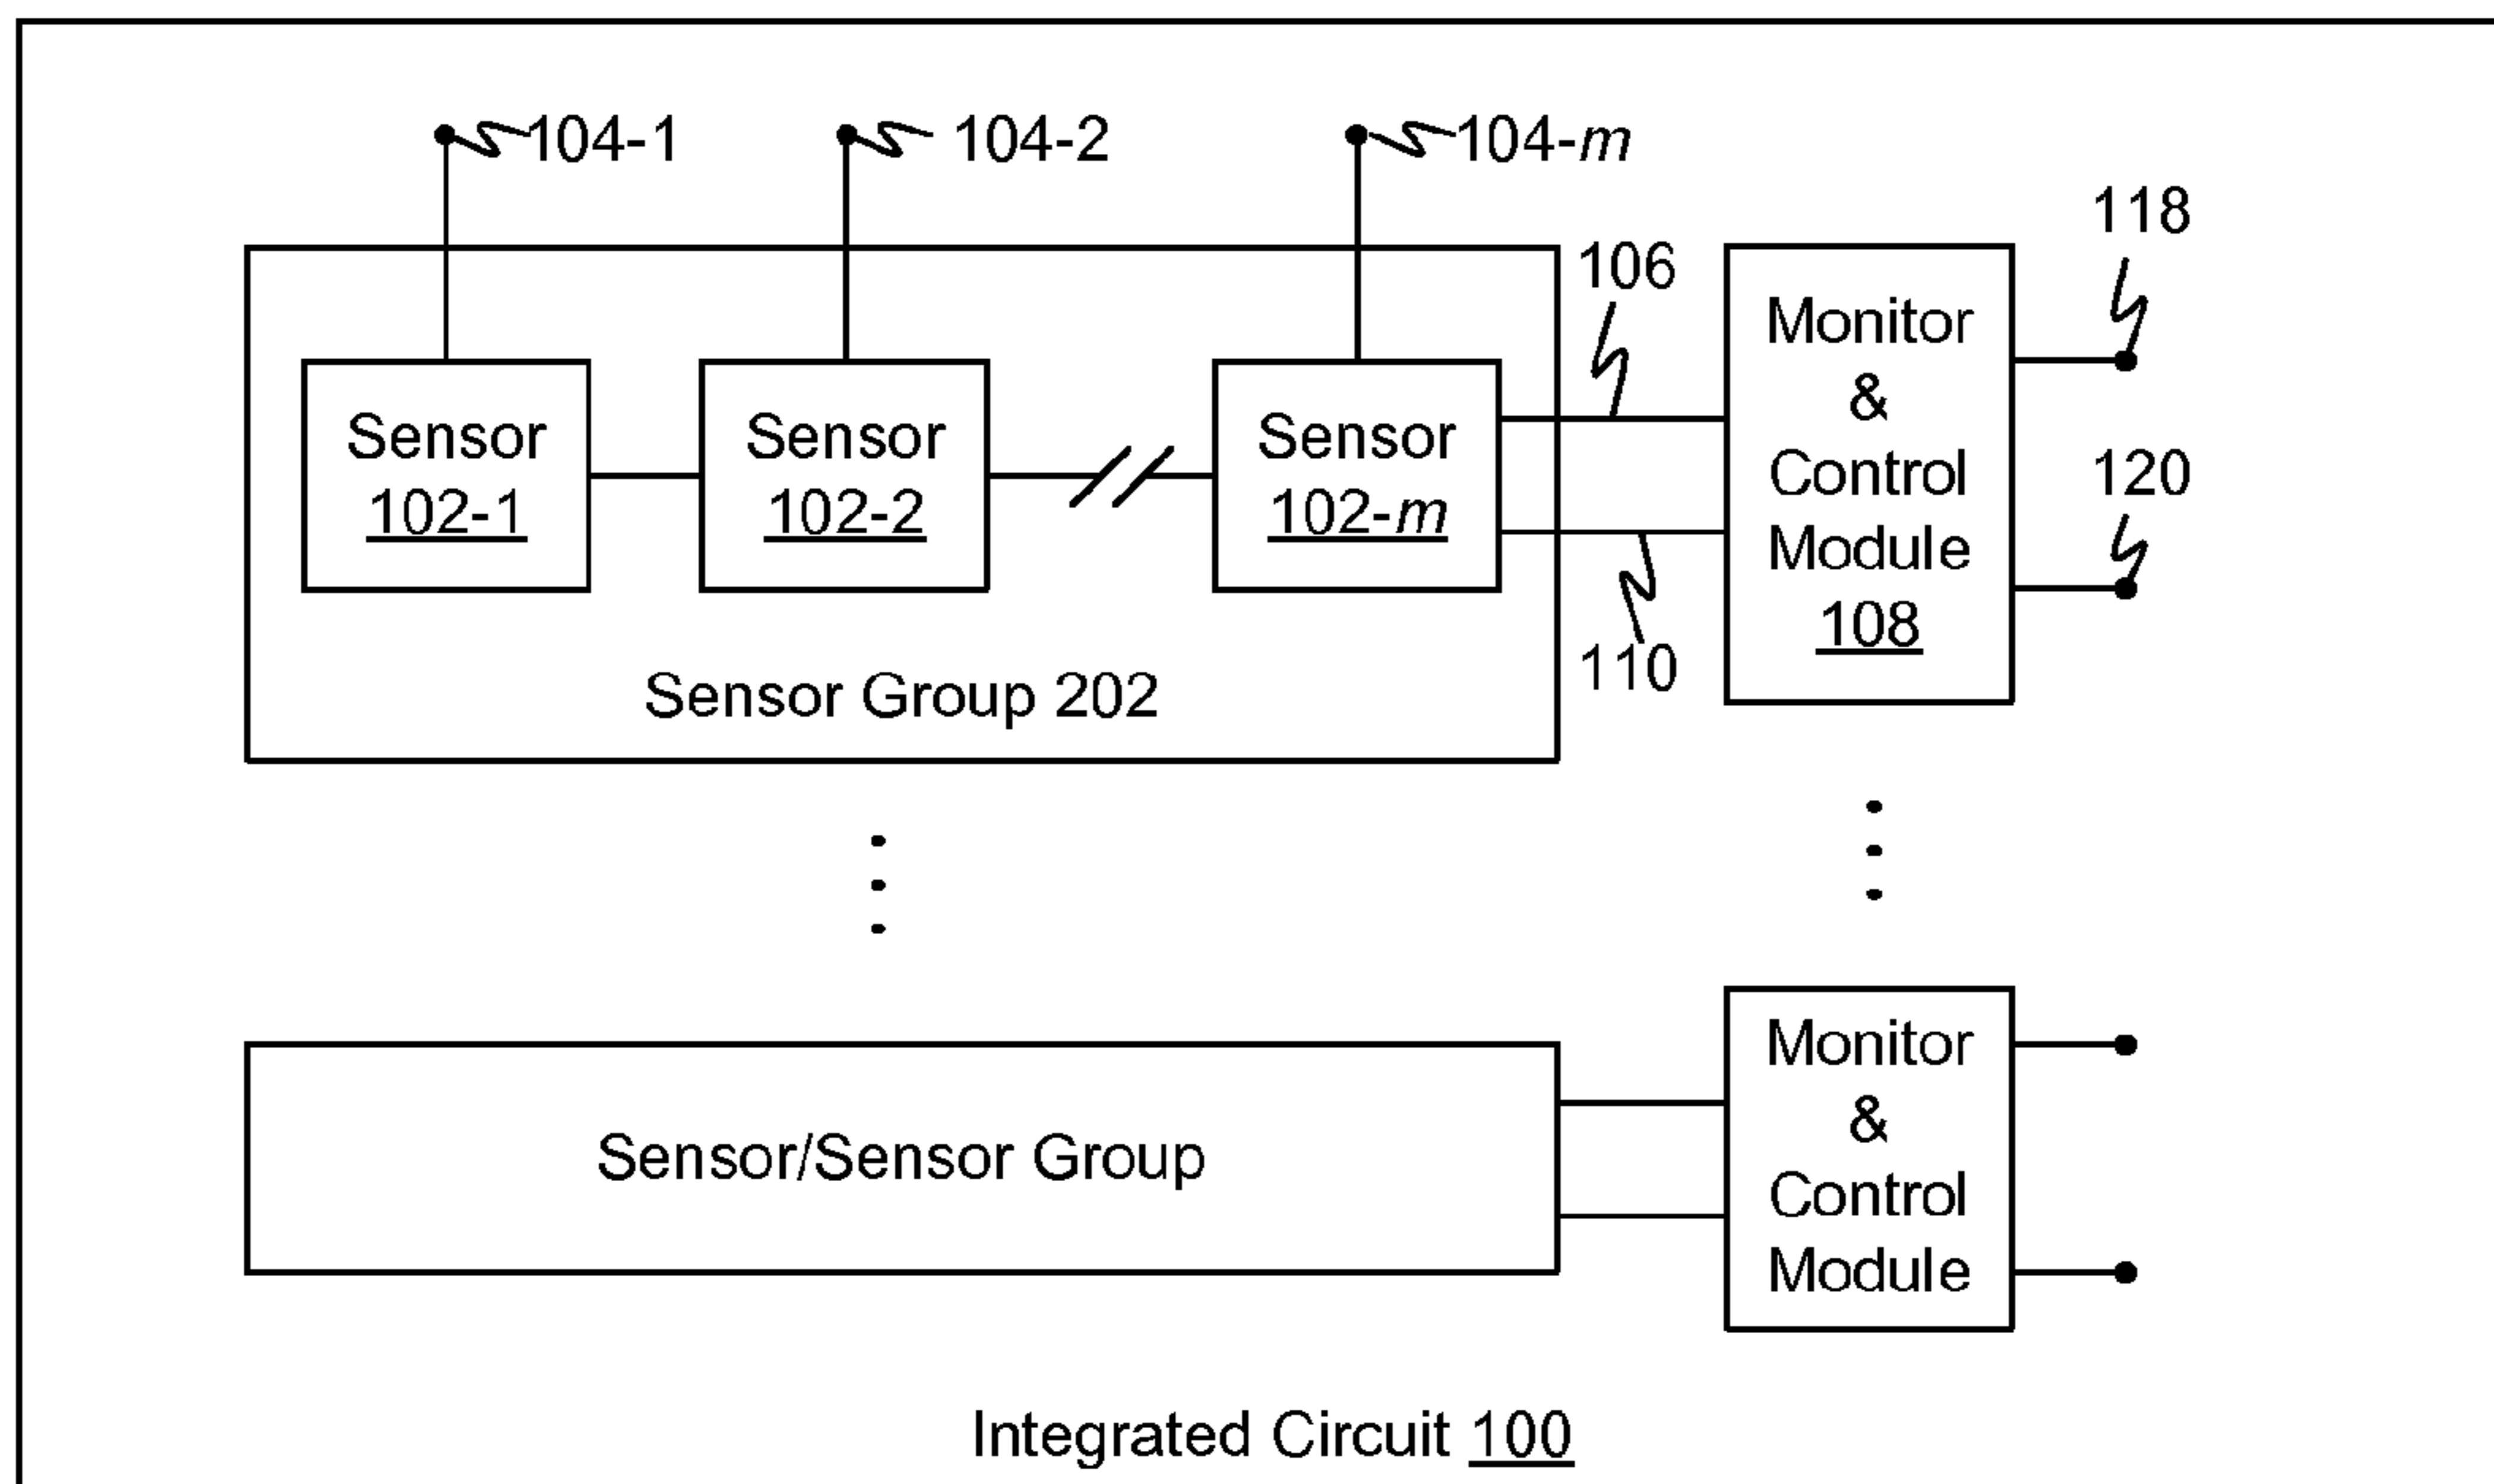 104-1
104-2
104-m
118
106
Monitor
&
Control
Module
108
Sensor
102-1
Sensor
102-2
Sensor
102-m
120
110
Sensor Group 202
Sensor/Sensor Group
Monitor
&
Control
Module
Integrated Circuit 100